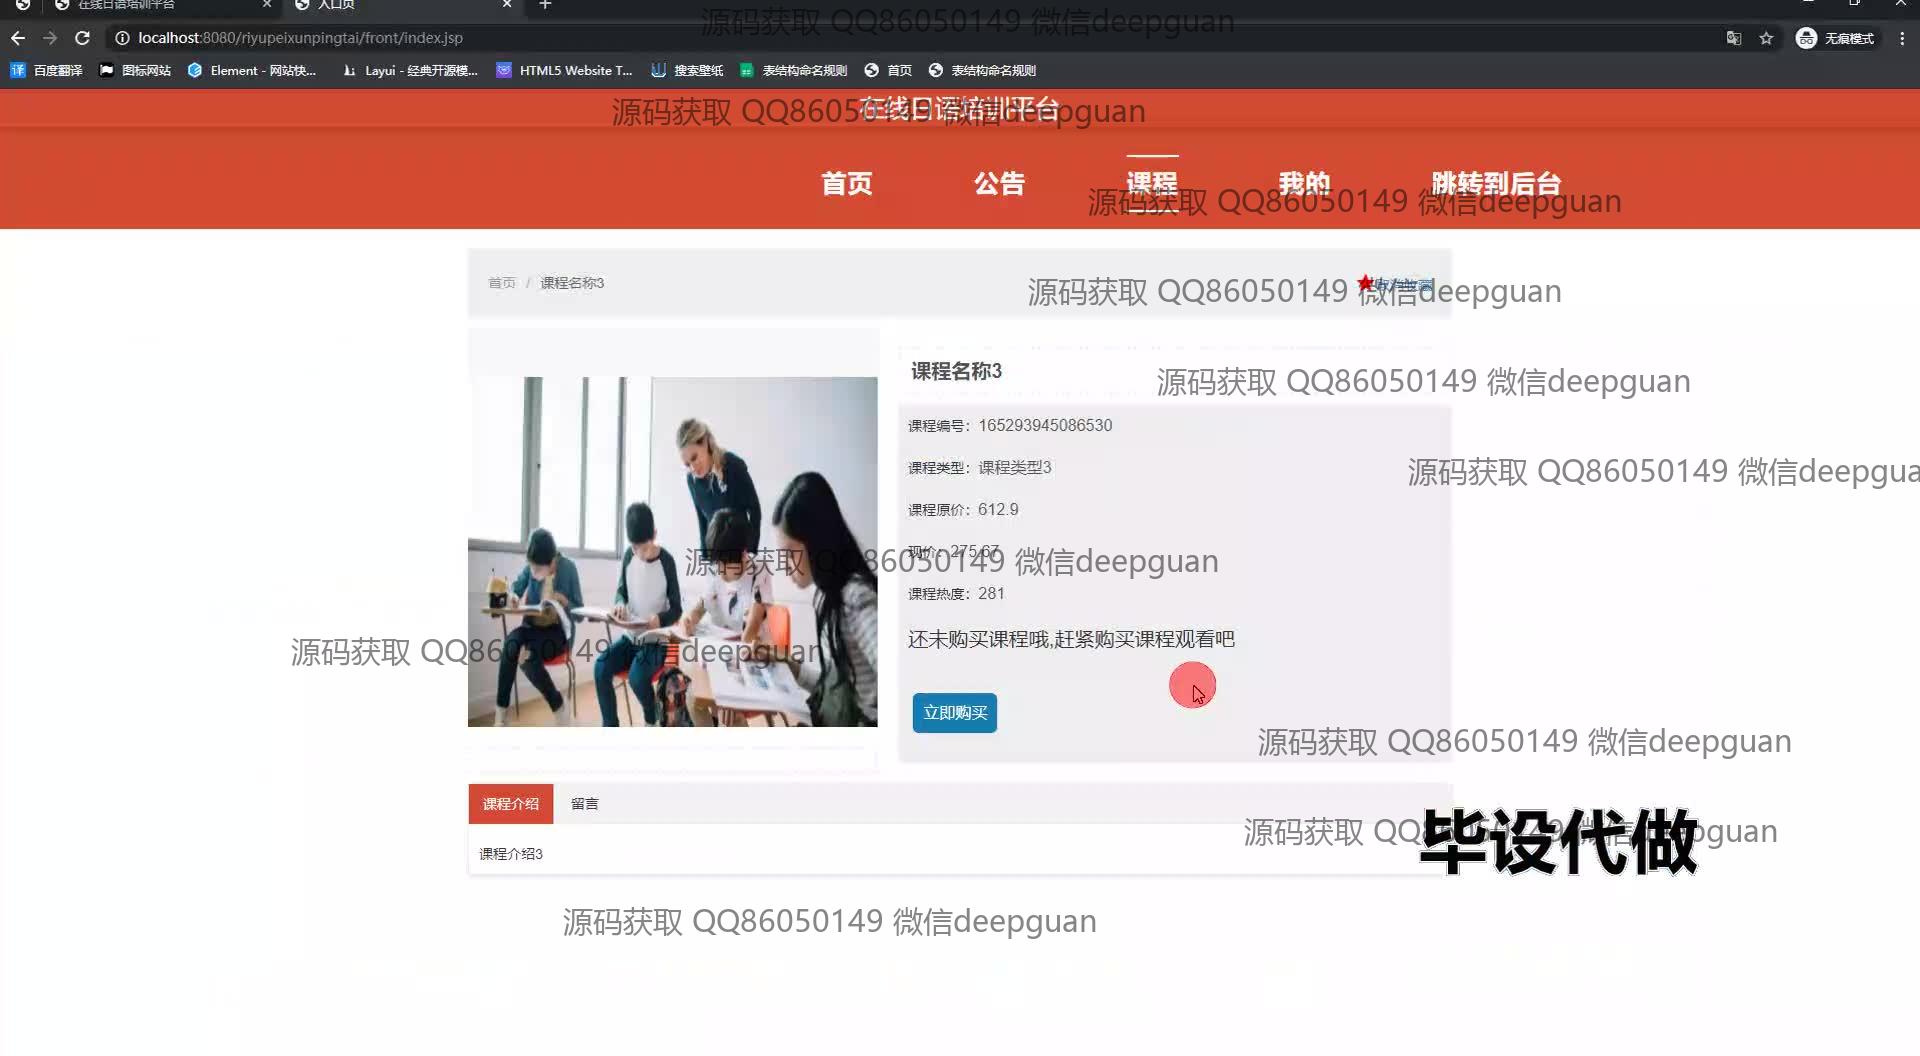 在线日语培训平台
入口页
源码获取 QQ86050149 微信deepguan
localhost:8080/riyupeixunpingtai/front/index.jsp
无痕模式
百度翻译
图标网站
Element - 网站快...
Layui - 经典开源模...
HTML5 Website T...
搜索壁纸
表结构命名规则
首页
表结构命名规则
在线日语培训平台
源码获取 QQ86050149 微信deepguan
首页
公告
课程
我的
跳转到后台
源码获取 QQ86050149 微信deepguan
首页 / 课程名称3
取消收藏
源码获取 QQ86050149 微信deepguan
课程名称3
源码获取 QQ86050149 微信deepguan
课程编号：165293945086530
课程类型：课程类型3
源码获取 QQ86050149 微信deepgua
课程原价：612.9
现价：275.67
源码获取 QQ86050149 微信deepguan
课程热度：281
还未购买课程哦,赶紧购买课程观看吧
源码获取 QQ86050149 微信deepguan
立即购买
源码获取 QQ86050149 微信deepguan
课程介绍
留言
源码获取 QQ86050149 微信deepguan
毕设代做
课程介绍3
源码获取 QQ86050149 微信deepguan